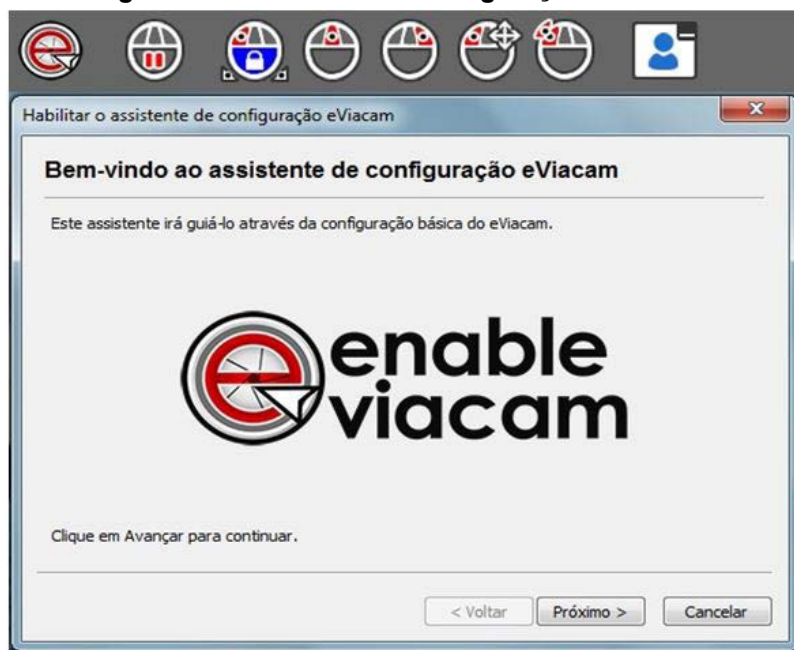 Habilitar o assistente de configuração eViacam
Bem-vindo ao assistente de configuração eViacam
Este assistente irá guiá-lo através da configuração básica do eViacam.
enable
viacam
Clique em Avançar para continuar.
< Voltar Próximo > Cancelar